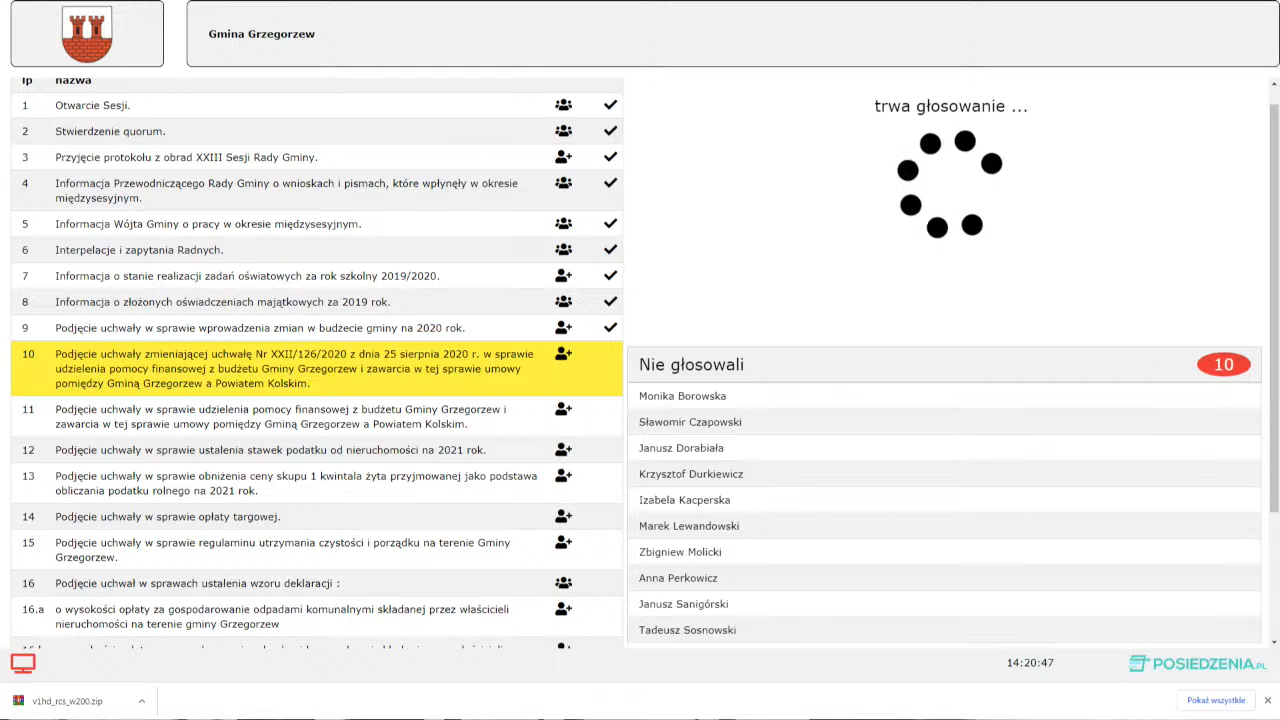 Gmina Grzegorzew
lp nazwa
1 Otwarcie Sesji.
2 Stwierdzenie quorum.
3 Przyjęcie protokołu z obrad XXIII Sesji Rady Gminy.
4 Informacja Przewodniczącego Rady Gminy o wnioskach i pismach, które wpłynęły w okresie
międzysesyjnym.
5 Informacja Wójta Gminy o pracy w okresie międzysesyjnym.
6 Interpelacje i zapytania Radnych.
7 Informacja o stanie realizacji zadań oświatowych za rok szkolny 2019/2020.
8 Informacja o złożonych oświadczeniach majątkowych za 2019 rok.
9 Podjęcie uchwały w sprawie wprowadzenia zmian w budżecie gminy na 2020 rok.
10 Podjęcie uchwały zmieniającej uchwałę Nr XXII/126/2020 z dnia 25 sierpnia 2020 r. w sprawie
udzielenia pomocy finansowej z budżetu Gminy Grzegorzew i zawarcia w tej sprawie umowy
pomiędzy Gminą Grzegorzew a Powiatem Kolskim.
11 Podjęcie uchwały w sprawie udzielenia pomocy finansowej z budżetu Gminy Grzegorzew i
zawarcia w tej sprawie umowy pomiędzy Gminą Grzegorzew a Powiatem Kolskim.
12 Podjęcie uchwały w sprawie ustalenia stawek podatku od nieruchomości na 2021 rok.
13 Podjęcie uchwały w sprawie obniżenia ceny skupu 1 kwintala żyta przyjmowanej jako podstawa
obliczania podatku rolnego na 2021 rok.
14 Podjęcie uchwały w sprawie opłaty targowej.
15 Podjęcie uchwały w sprawie regulaminu utrzymania czystości i porządku na terenie Gminy
Grzegorzew.
16 Podjęcie uchwał w sprawach ustalenia wzoru deklaracji :
16.a o wysokości opłaty za gospodarowanie odpadami komunalnymi składanej przez właścicieli
nieruchomości na terenie gminy Grzegorzew
trwa głosowanie ...
Nie głosowali 10
Monika Borowska
Sławomir Czapowski
Janusz Dorabiała
Krzysztof Durkiewicz
Izabela Kacperska
Marek Lewandowski
Zbigniew Molicki
Anna Perkowicz
Janusz Sanigórski
Tadeusz Sosnowski
14:20:47
POSIEDZENIA.PL
v1hd_rcs_w200.zip
Pokaż wszystkie